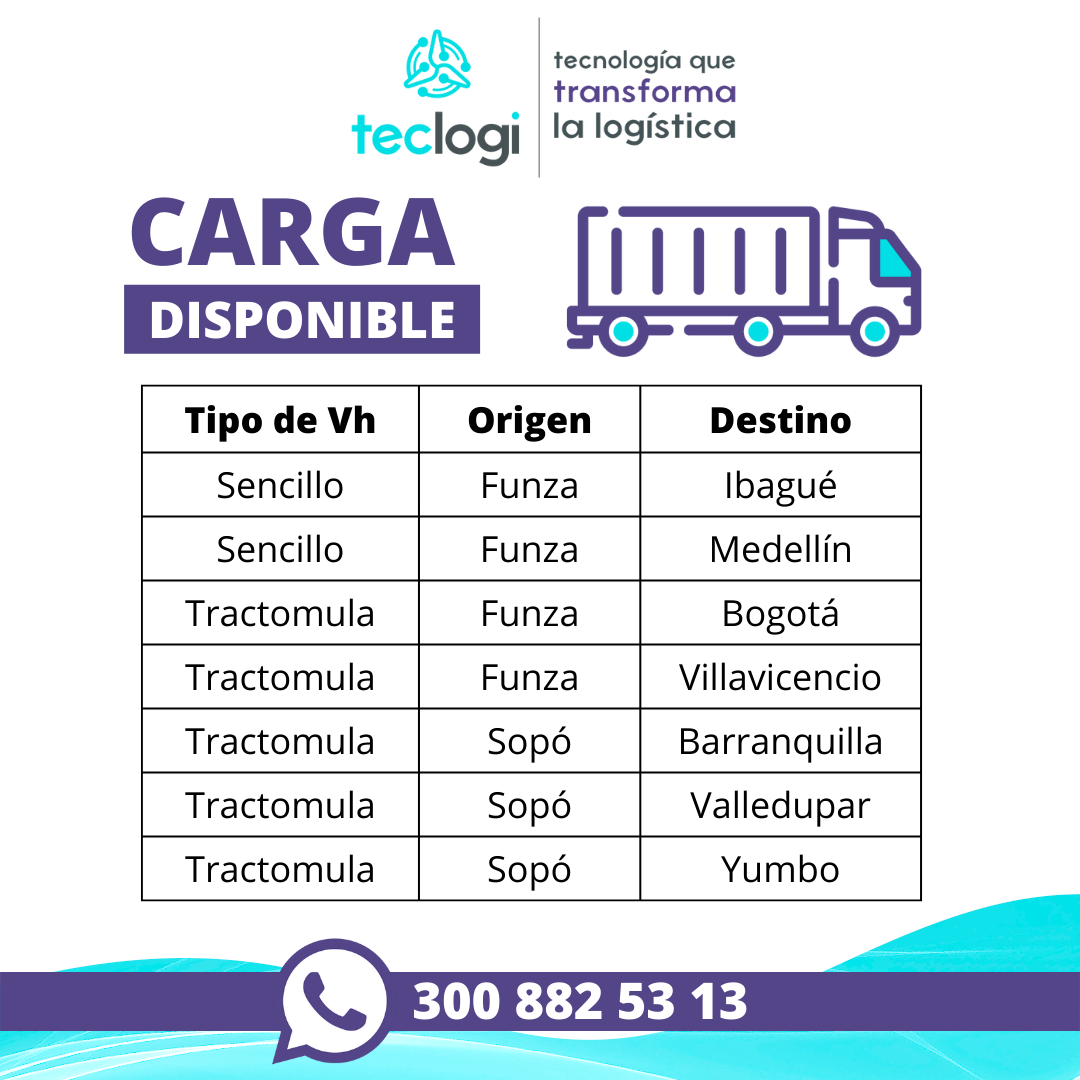 teclogi
tecnología que
transforma
la logística
CARGA
DISPONIBLE
Tipo de Vh Origen Destino
Sencillo Funza Ibagué
Sencillo Funza Medellín
Tractomula Funza Bogotá
Tractomula Funza Villavicencio
Tractomula Sopó Barranquilla
Tractomula Sopó Valledupar
Tractomula Sopó Yumbo
300 882 53 13